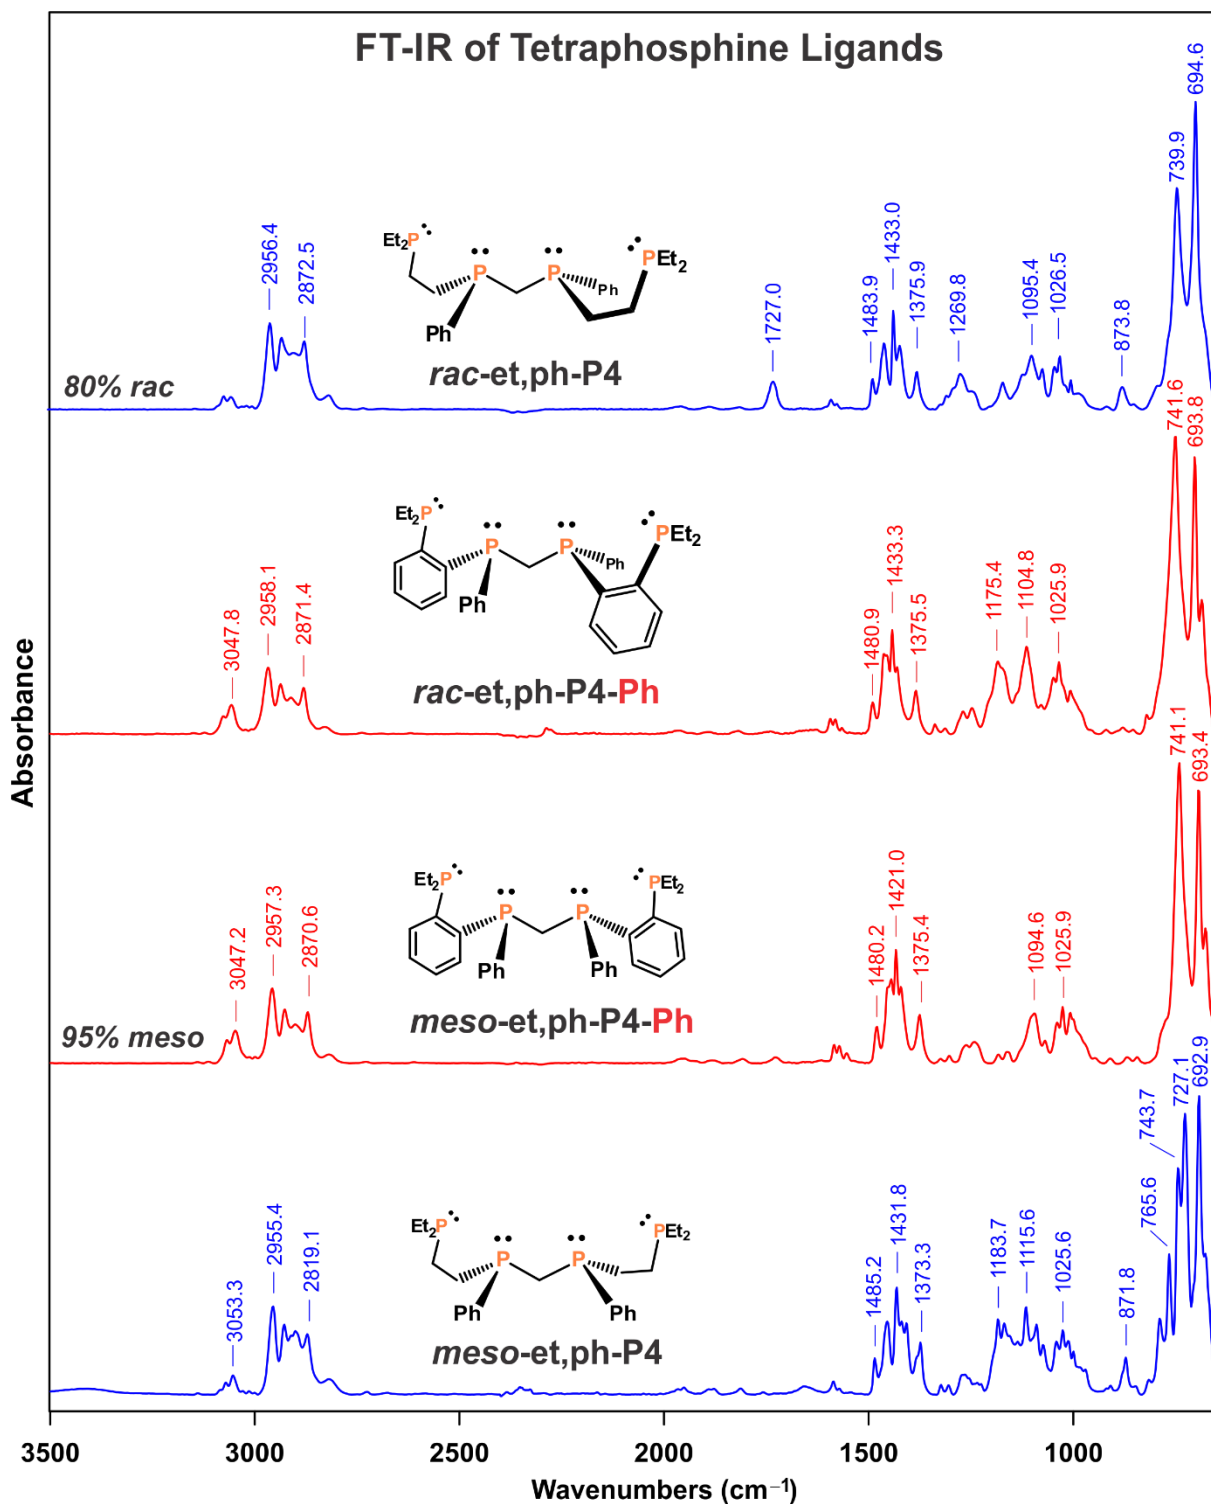 FT-IR of Tetraphosphine Ligands
Absorbance
80% rac
2956.4
2872.5
1727.0
1483.9
1433.0
1375.9
1269.8
1095.4
1026.5
873.8
739.9
694.6
Et2P
P
P
PEt2
Ph
Ph
rac-et,ph-P4
3047.8
2958.1
2871.4
1480.9
1433.3
1375.5
1175.4
1104.8
1025.9
741.6
693.8
Et2P
P
P
PEt2
Ph
Ph
rac-et,ph-P4-Ph
95% meso
3047.2
2957.3
2870.6
1480.2
1421.0
1375.4
1094.6
1025.9
741.1
693.4
Et2P
P
P
PEt2
Ph
Ph
meso-et,ph-P4-Ph
3053.3
2955.4
2819.1
1485.2
1431.8
1373.3
1183.7
1115.6
1025.6
871.8
765.6
743.7
727.1
692.9
Et2P
P
P
PEt2
Ph
Ph
meso-et,ph-P4
3500 3000 2500 2000 1500 1000
Wavenumbers (cm⁻¹)